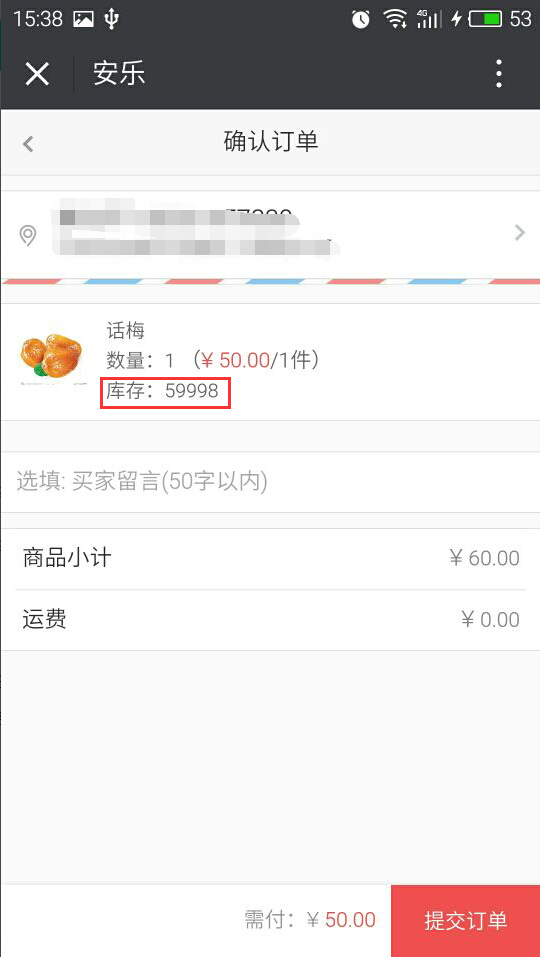 15:38 4G 53
安乐
确认订单
话梅
数量：1 （¥ 50.00/1件）
库存：59998
选填: 买家留言(50字以内)
商品小计 ¥ 60.00
运费 ¥ 0.00
需付：¥ 50.00 提交订单